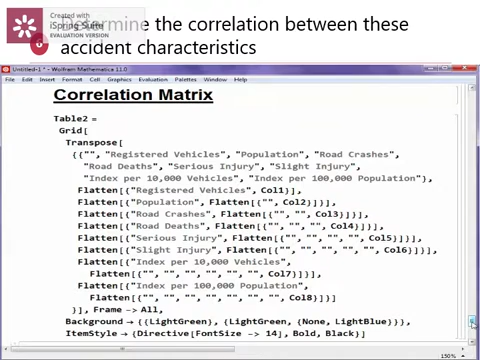 Created with
iSpring Suite
EVALUATION VERSION
Determine the correlation between these
accident characteristics
Untitled-1 * - Wolfram Mathematica 11.0
File Edit Insert Format Cell Graphics Evaluation Palettes Window Help
Correlation Matrix
Table2 =
Grid[
Transpose[
{{"", "Registered Vehicles", "Population", "Road Crashes",
"Road Deaths", "Serious Injury", "Slight Injury",
"Index per 10,000 Vehicles", "Index per 100,000 Population"},
Flatten[{"Registered Vehicles", Col1}],
Flatten[{"Population", Flatten[{"", Col2}]}],
Flatten[{"Road Crashes", Flatten[{"", "", Col3}]}],
Flatten[{"Road Deaths", Flatten[{"", "", "", Col4}]}],
Flatten[{"Serious Injury", Flatten[{"", "", "", "", Col5}]}],
Flatten[{"Slight Injury", Flatten[{"", "", "", "", "", Col6}]}],
Flatten[{"Index per 10,000 Vehicles",
Flatten[{"", "", "", "", "", "", Col7}]}],
Flatten[{"Index per 100,000 Population",
Flatten[{"", "", "", "", "", "", "", Col8}]}]
}], Frame -> All,
Background → {{LightGreen}, {LightGreen, {None, LightBlue}}},
ItemStyle → {Directive[FontSize -> 14], Bold, Black}]
150%